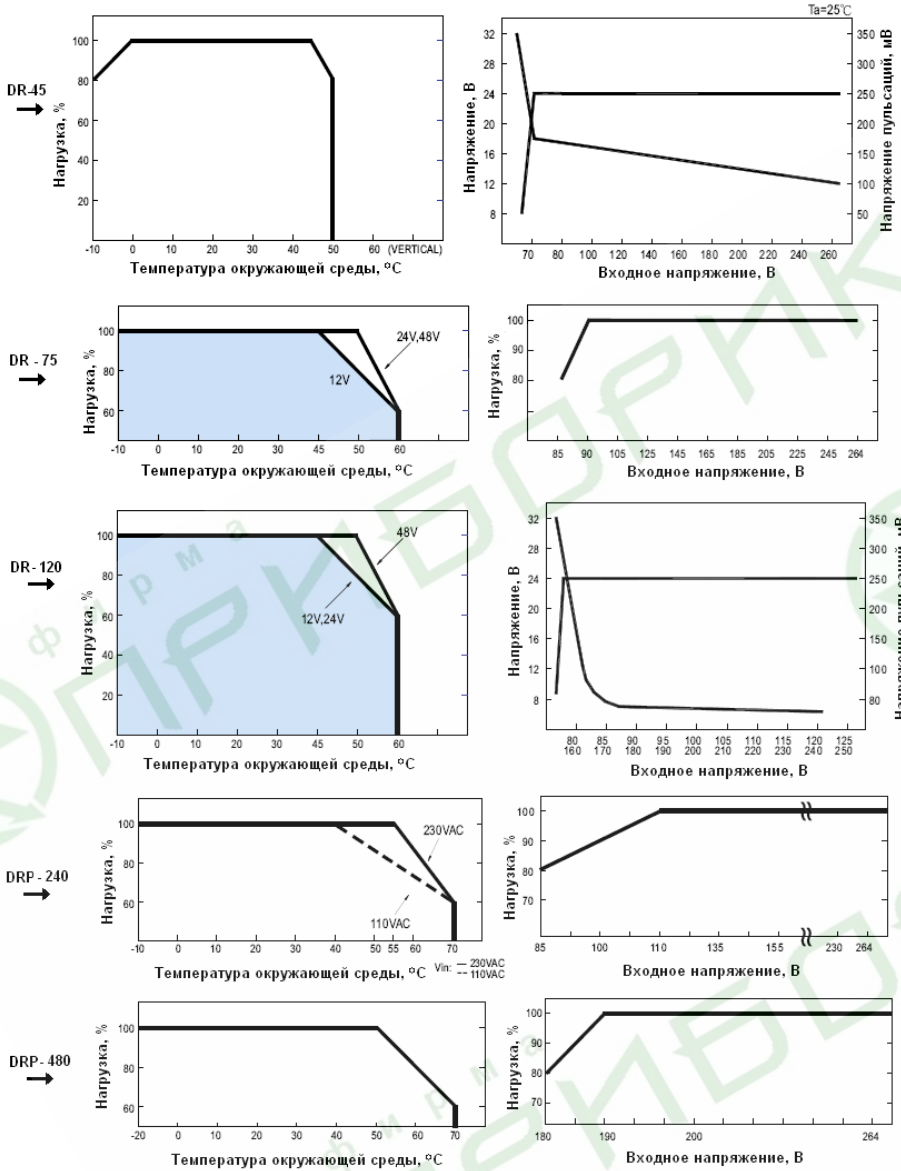 Ta=25°C
DR-45
Нагрузка, %
100
80
60
40
20
-10 0 10 20 30 40 50 60 (VERTICAL)
Температура окружающей среды, °С
Напряжение, В
32
28
24
20
16
12
8
350
300
250
200
150
100
50
Напряжение пульсаций, мВ
70 80 100 120 140 160 180 200 220 240 260
Входное напряжение, В
DR - 75
Нагрузка, %
100
80
60
24V,48V
12V
-10 0 10 20 30 45 50 60
Температура окружающей среды, °С
Нагрузка, %
100
90
80
85 90 105 125 145 165 185 205 225 245 264
Входное напряжение, В
DR- 120
Нагрузка, %
100
80
60
40
20
48V
12V,24V
-10 0 10 20 30 45 50 60
Температура окружающей среды, °С
Напряжение, В
32
28
24
20
16
12
8
350
300
250
200
150
100
80
Напряжение пульсаций, мВ
80 85 90 95 100 105 110 115 120 125
160 170 180 190 200 210 220 230 240 250
Входное напряжение, В
DRP - 240
Нагрузка, %
100
80
60
230VAC
110VAC
-10 0 10 20 30 40 50 55 60 70
Температура окружающей среды, °С
Vin: — 230VAC
-- 110VAC
Нагрузка, %
100
90
80
70
85 100 110 135 155 230 264
Входное напряжение, В
DRP - 480
Нагрузка, %
100
80
60
-20 0 10 20 30 40 50 60 70
Температура окружающей среды, °С
Нагрузка, %
100
90
80
70
60
180 190 200 264
Входное напряжение, В
фирма
ПРИБОРИК
фирма
ПРИБОРИК